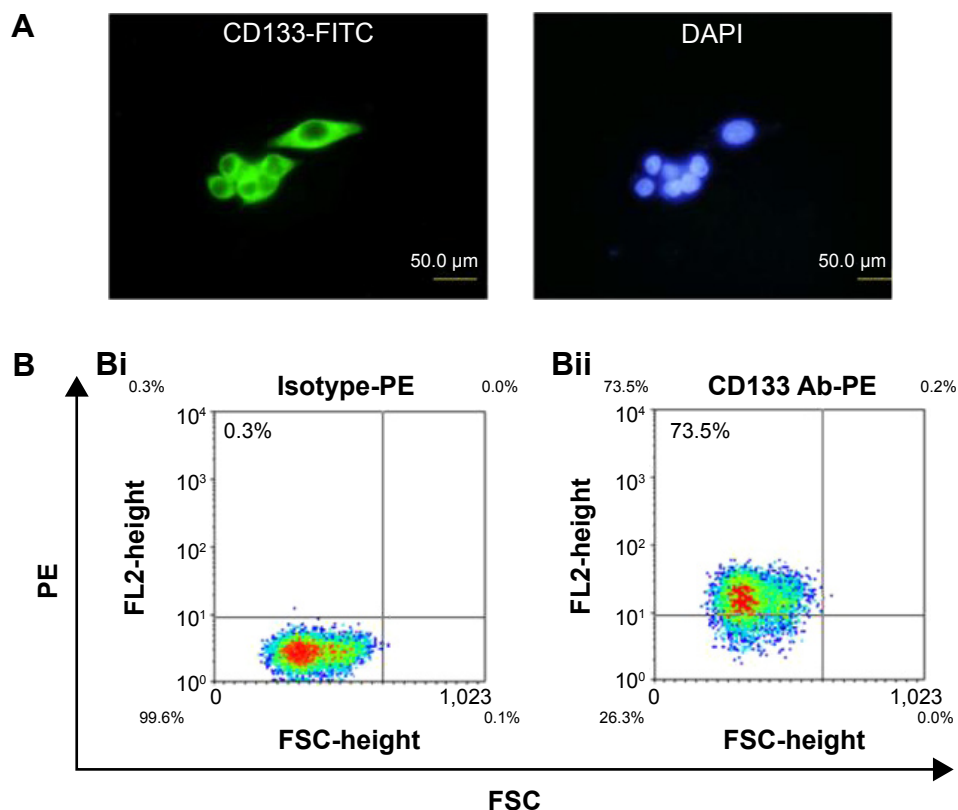 A
CD133-FITC
DAPI
50.0 µm
50.0 µm
B
Bi
Bii
0.3%
Isotype-PE
0.0%
73.5%
CD133 Ab-PE
0.2%
10⁴
0.3%
10³
10²
10¹
10⁰
FL2-height
0
1,023
99.6%
0.1%
FSC-height
10⁴
73.5%
10³
10²
10¹
10⁰
FL2-height
0
1,023
26.3%
0.0%
FSC-height
PE
FSC